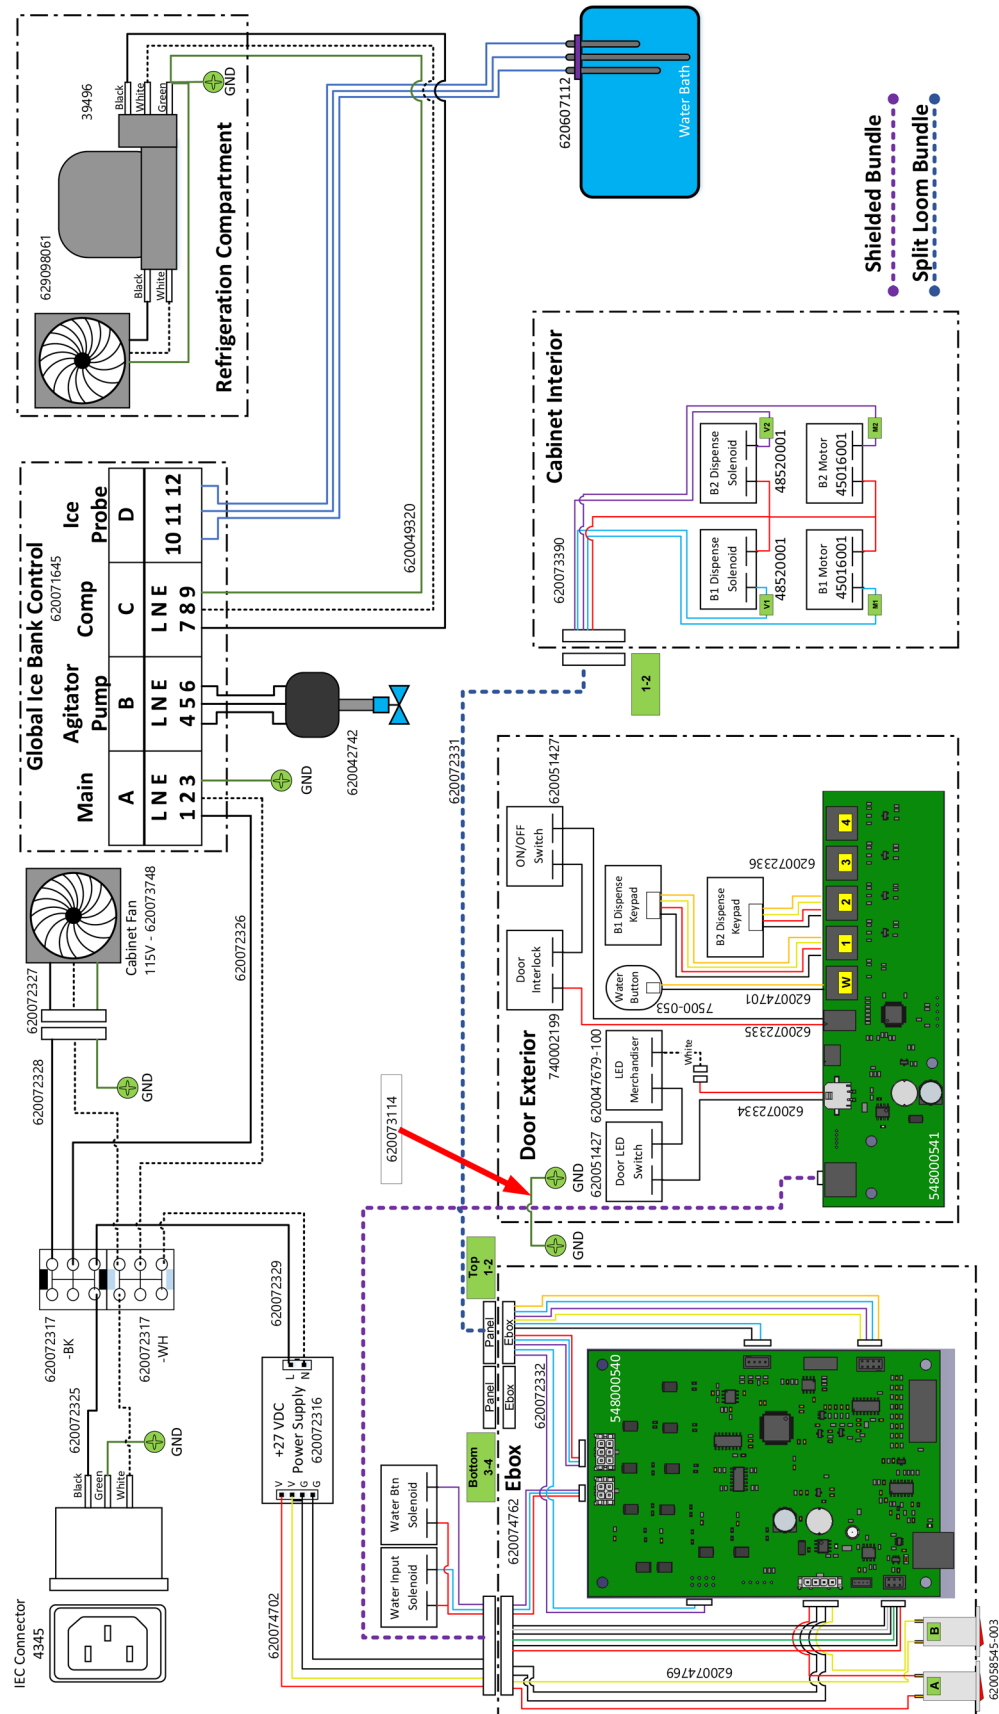 IEC Connector
4345
Black
Green
White
GND
620072325
620072317
-BK
620072317
-WH
620072328
620072327
GND
Cabinet Fan
115V - 620073748
620072326
620072329
+27 VDC
Power Supply
620072316
L
N
V
V
G
G
620074702
Global Ice Bank Control
620071645
Main
Agitator
Pump
Comp
Ice
Probe
A
B
C
D
L N E
L N E
L N E
1 2 3
4 5 6
7 8 9
10 11 12
GND
620042742
620049320
Refrigeration Compartment
629098061
39496
Black
White
Black
White
Green
GND
620607112
Water Bath
Shielded Bundle
Split Loom Bundle
Water Input
Solenoid
Water Btn
Solenoid
Bottom
3-4
Top
1-2
Panel
Ebox
Panel
Ebox
Ebox
620074762
620072332
548000540
620074769
A
B
620058545-003
620073114
GND
GND
Door Exterior
620072331
Door LED
Switch
620051427
LED
Merchandiser
620047679-100
White
620072334
Door
Interlock
740002199
ON/OFF
Switch
620051427
620072335
Water
Button
7500-053
620074701
B1 Dispense
Keypad
B2 Dispense
Keypad
620072336
W
1
2
3
4
548000541
1-2
Cabinet Interior
620073390
B1 Dispense
Solenoid
48520001
V1
B2 Dispense
Solenoid
48520001
V2
B1 Motor
45016001
M1
B2 Motor
45016001
M2